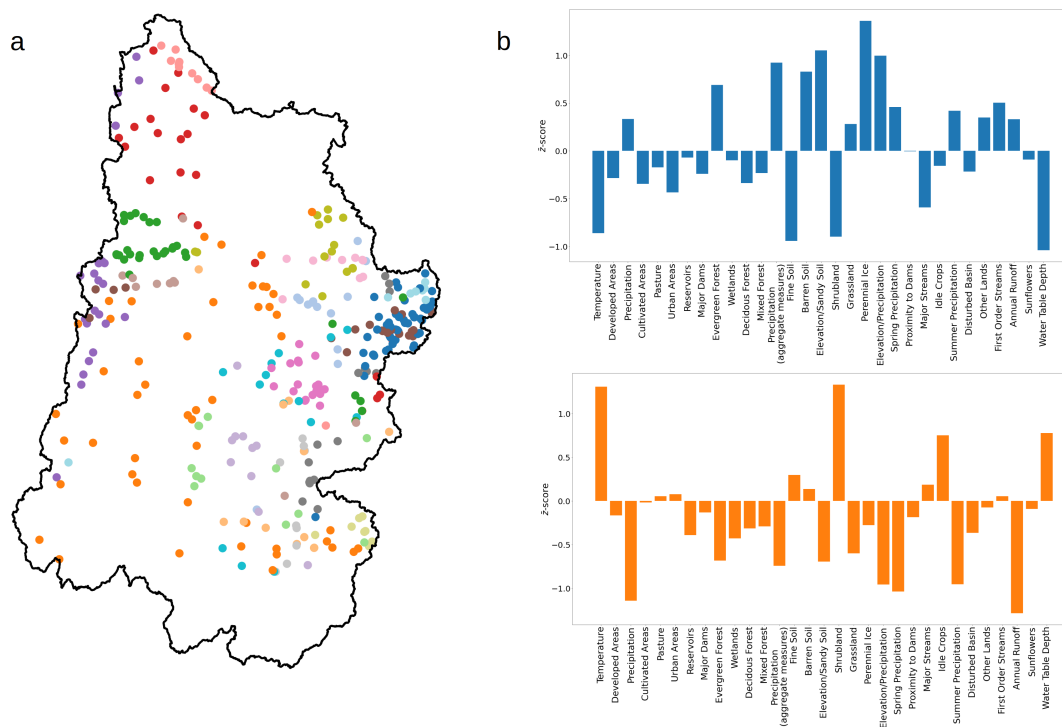 a
b
1.0
0.5
0.0
−0.5
−1.0
z̄-score
Temperature
Developed Areas
Precipitation
Cultivated Areas
Pasture
Urban Areas
Reservoirs
Major Dams
Evergreen Forest
Wetlands
Decidous Forest
Mixed Forest
Precipitation
(aggregate measures)
Fine Soil
Barren Soil
Elevation/Sandy Soil
Shrubland
Grassland
Perennial Ice
Elevation/Precipitation
Spring Precipitation
Proximity to Dams
Major Streams
Idle Crops
Summer Precipitation
Disturbed Basin
Other Lands
First Order Streams
Annual Runoff
Sunflowers
Water Table Depth
1.0
0.5
0.0
−0.5
−1.0
z̄-score
Temperature
Developed Areas
Precipitation
Cultivated Areas
Pasture
Urban Areas
Reservoirs
Major Dams
Evergreen Forest
Wetlands
Decidous Forest
Mixed Forest
Precipitation
(aggregate measures)
Fine Soil
Barren Soil
Elevation/Sandy Soil
Shrubland
Grassland
Perennial Ice
Elevation/Precipitation
Spring Precipitation
Proximity to Dams
Major Streams
Idle Crops
Summer Precipitation
Disturbed Basin
Other Lands
First Order Streams
Annual Runoff
Sunflowers
Water Table Depth